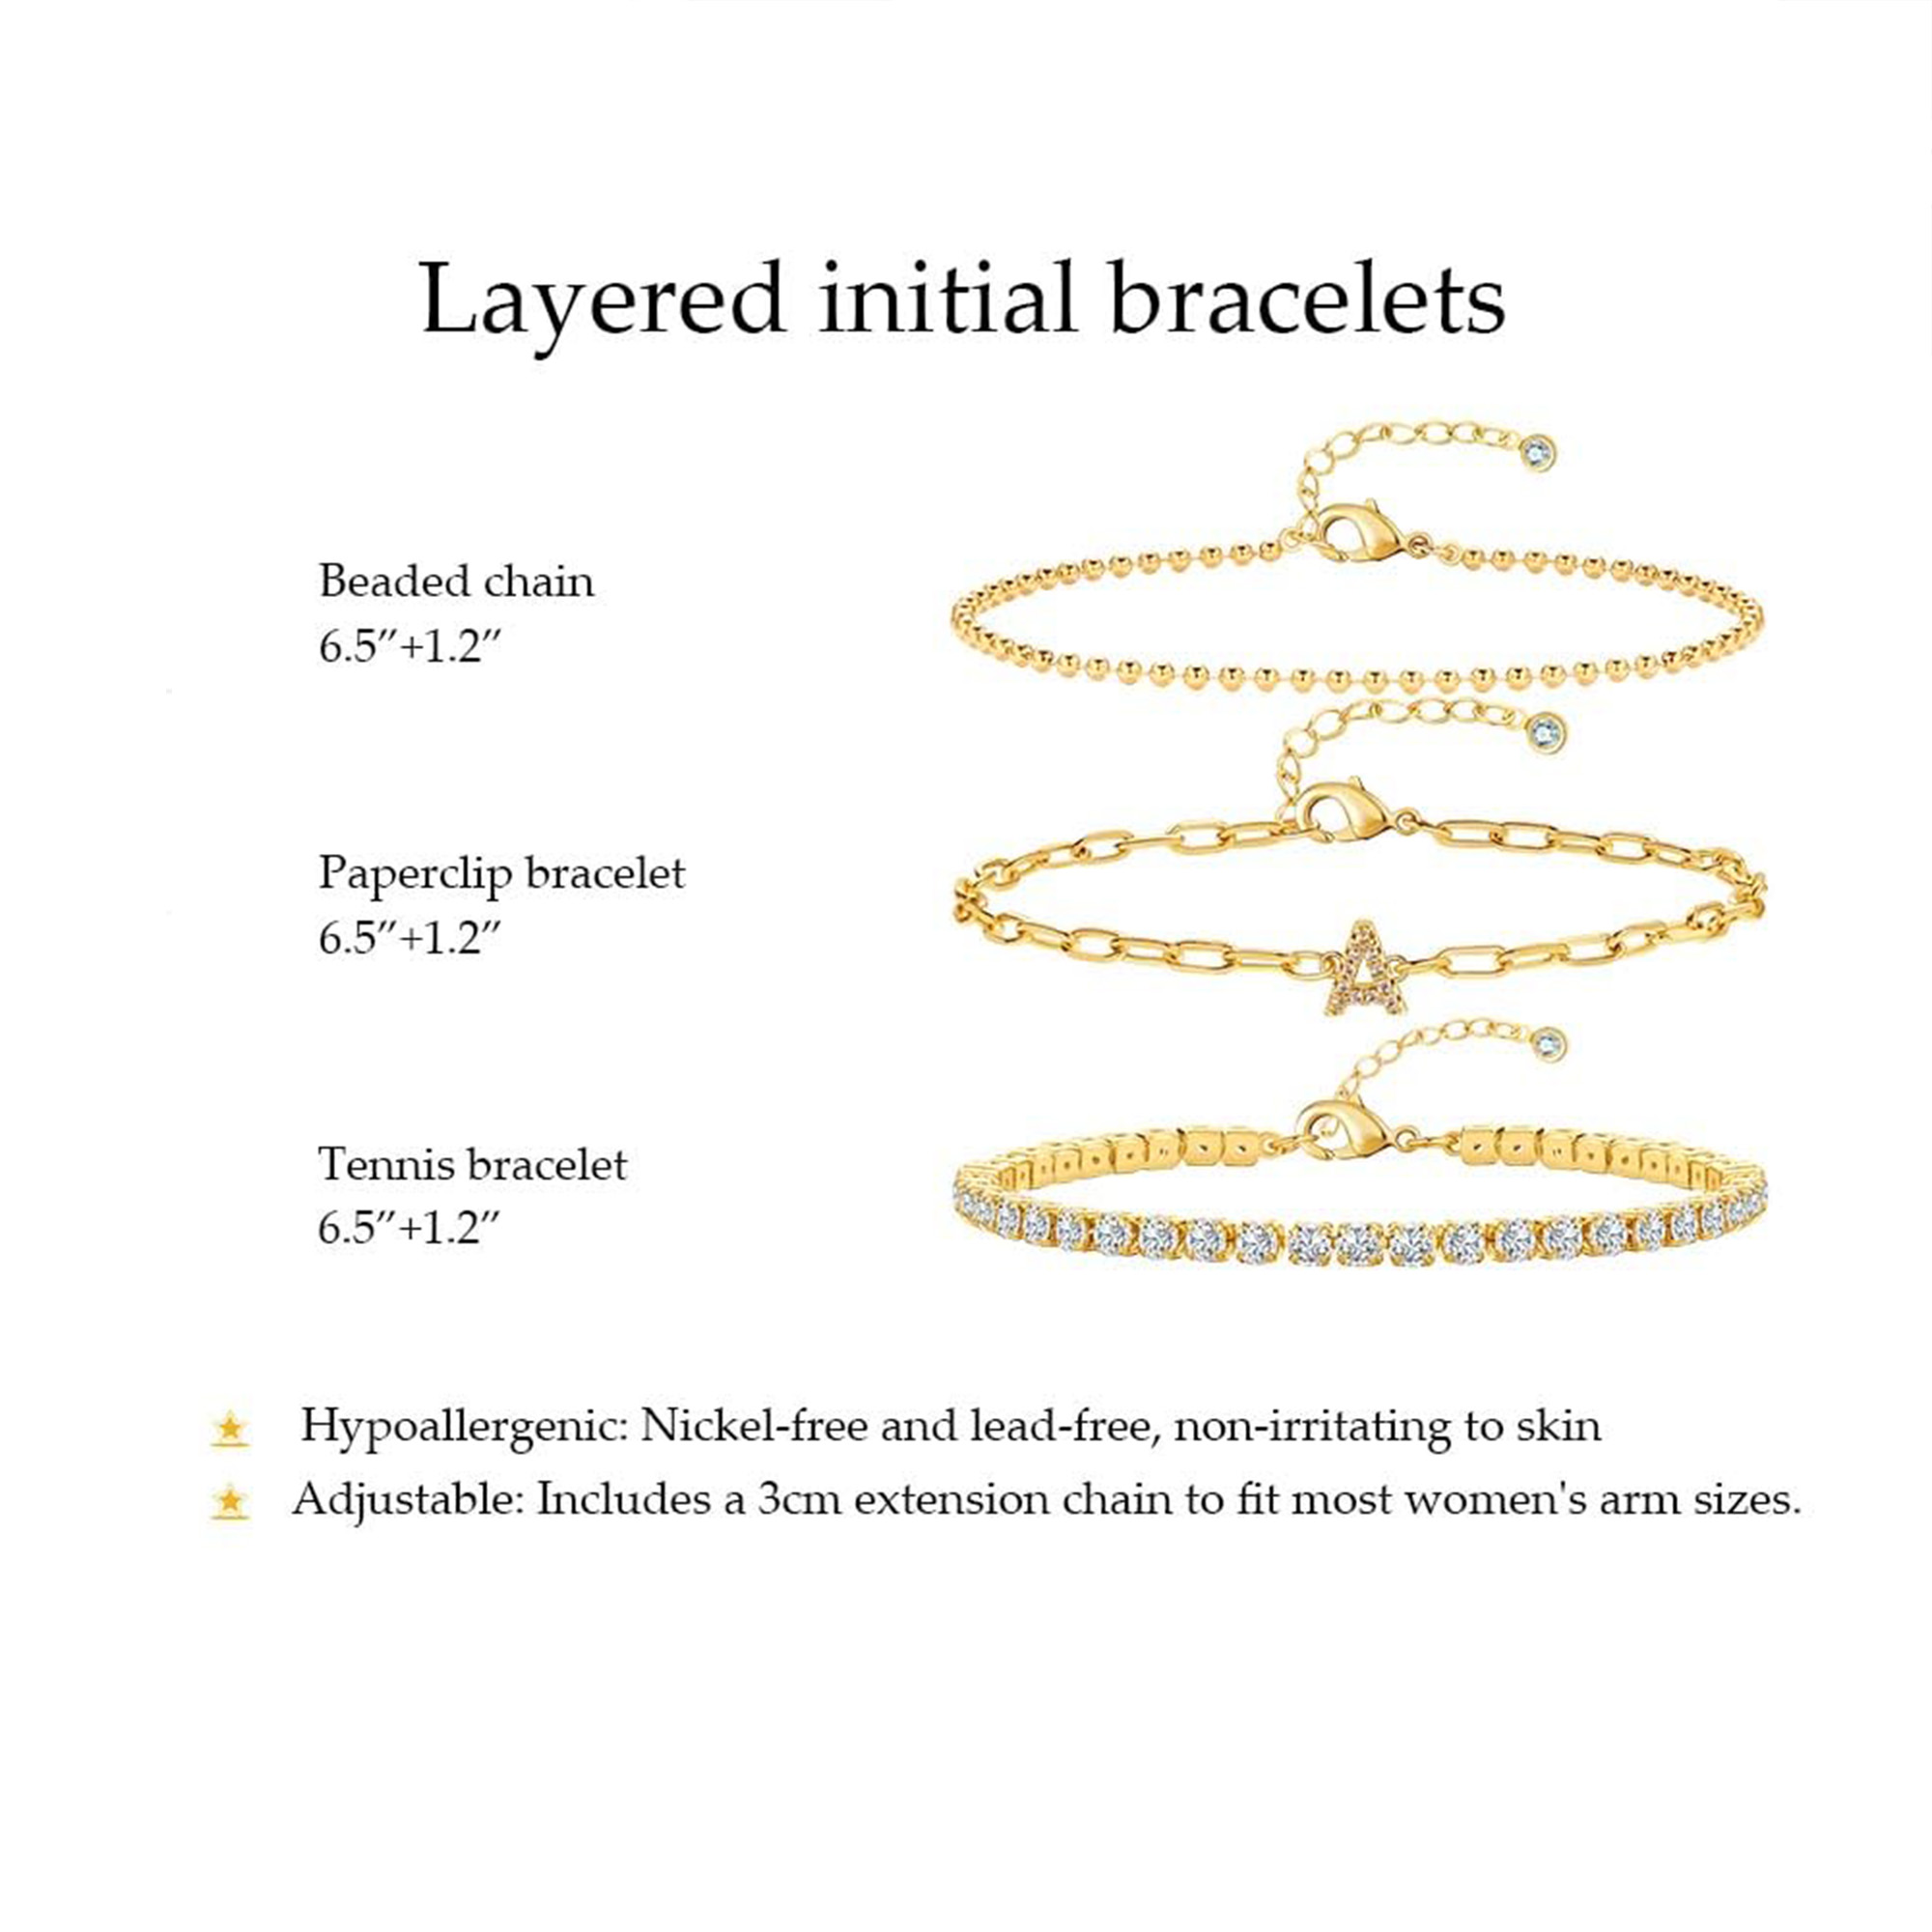 Layered initial bracelets
Beaded chain
6.5″+1.2″
Paperclip bracelet
6.5″+1.2″
A
Tennis bracelet
6.5″+1.2″
Hypoallergenic: Nickel-free and lead-free, non-irritating to skin
Adjustable: Includes a 3cm extension chain to fit most women's arm sizes.